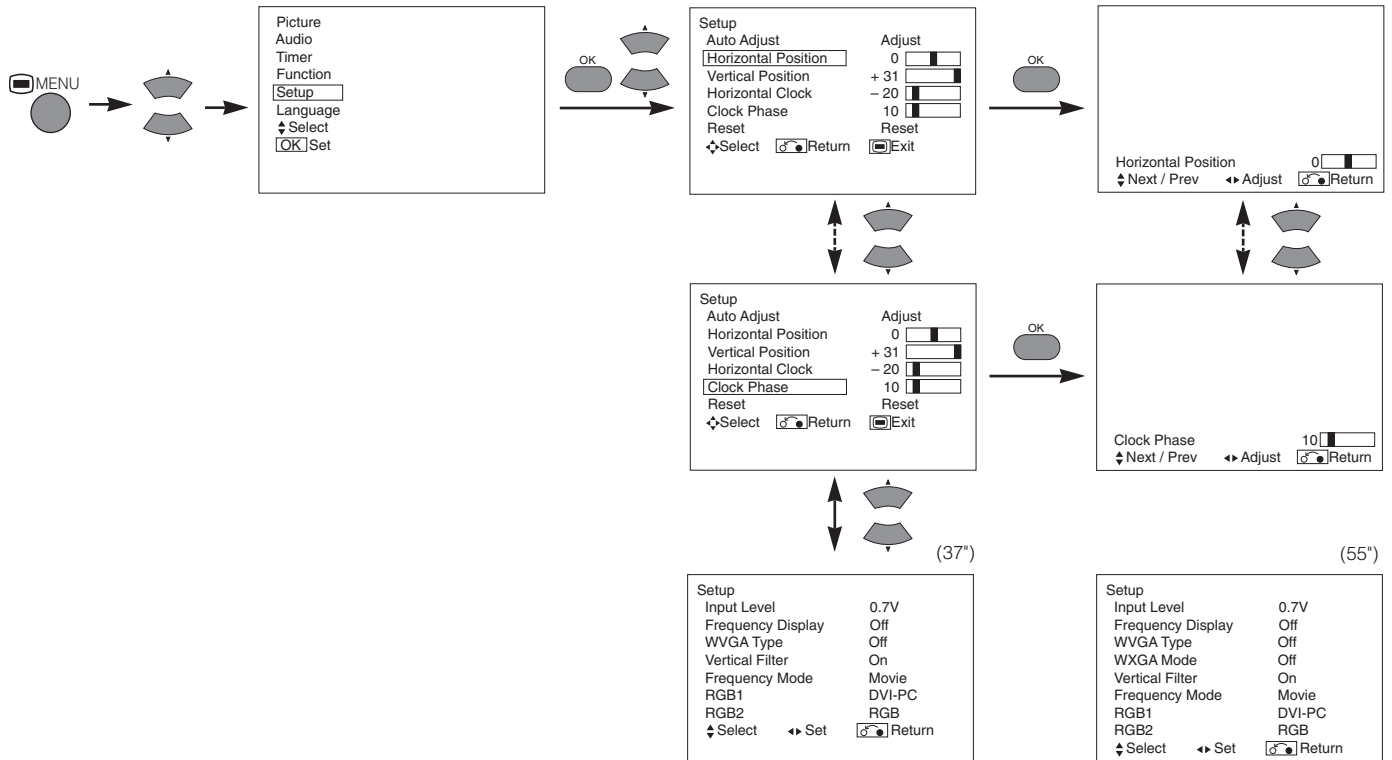 MENU
Picture
Audio
Timer
Function
Setup
Language
Select
OK Set
OK
Setup
Auto Adjust Adjust
Horizontal Position 0
Vertical Position + 31
Horizontal Clock – 20
Clock Phase 10
Reset Reset
Select Return Exit
OK
Horizontal Position 0
Next / Prev Adjust Return
Setup
Auto Adjust Adjust
Horizontal Position 0
Vertical Position + 31
Horizontal Clock – 20
Clock Phase 10
Reset Reset
Select Return Exit
OK
Clock Phase 10
Next / Prev Adjust Return
(37")
Setup
Input Level 0.7V
Frequency Display Off
WVGA Type Off
Vertical Filter On
Frequency Mode Movie
RGB1 DVI-PC
RGB2 RGB
Select Set Return
(55")
Setup
Input Level 0.7V
Frequency Display Off
WVGA Type Off
WXGA Mode Off
Vertical Filter On
Frequency Mode Movie
RGB1 DVI-PC
RGB2 RGB
Select Set Return